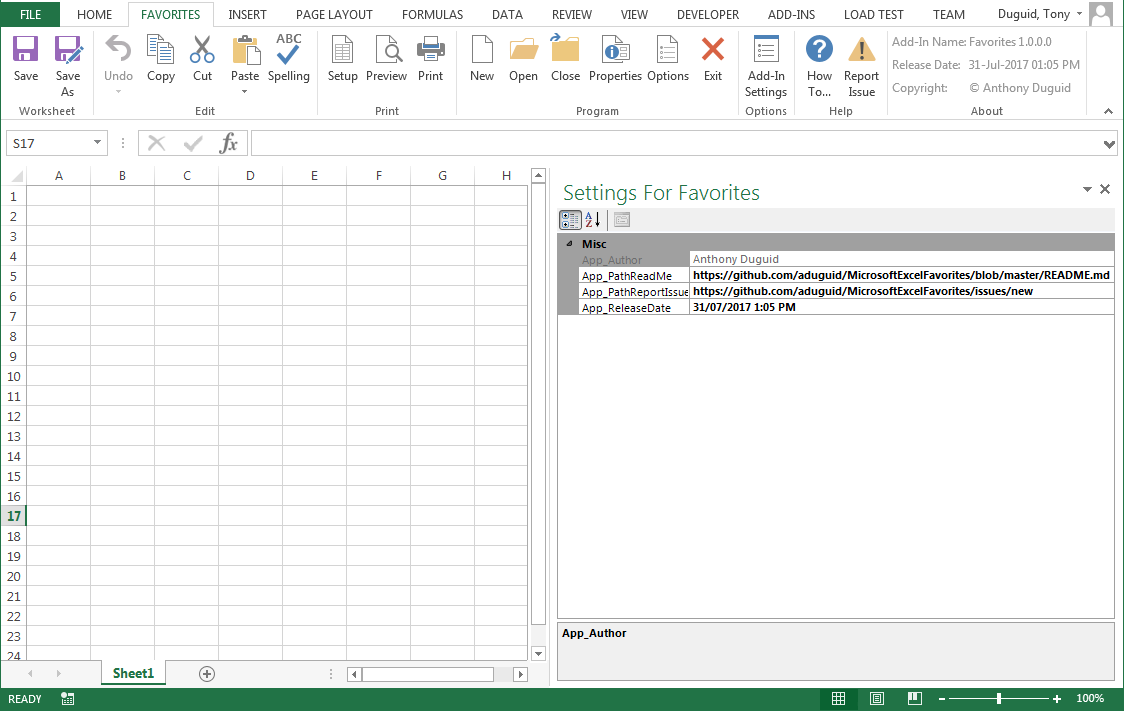 FILE HOME FAVORITES INSERT PAGE LAYOUT FORMULAS DATA REVIEW VIEW DEVELOPER ADD-INS LOAD TEST TEAM Duguid, Tony
Save Save As Undo Copy Cut Paste ABC Spelling Setup Preview Print New Open Close Properties Options Exit Add-In Settings How To... Report Issue
Add-In Name: Favorites 1.0.0.0
Release Date: 31-Jul-2017 01:05 PM
Copyright: © Anthony Duguid
Worksheet Edit Print Program Options Help About
S17 fx
A B C D E F G H
1
2
3
4
5
6
7
8
9
10
11
12
13
14
15
16
17
18
19
20
21
22
23
24
Settings For Favorites
Misc
App_Author Anthony Duguid
App_PathReadMe https://github.com/aduguid/MicrosoftExcelFavorites/blob/master/README.md
App_PathReportIssue https://github.com/aduguid/MicrosoftExcelFavorites/issues/new
App_ReleaseDate 31/07/2017 1:05 PM
App_Author
Sheet1
READY 100%